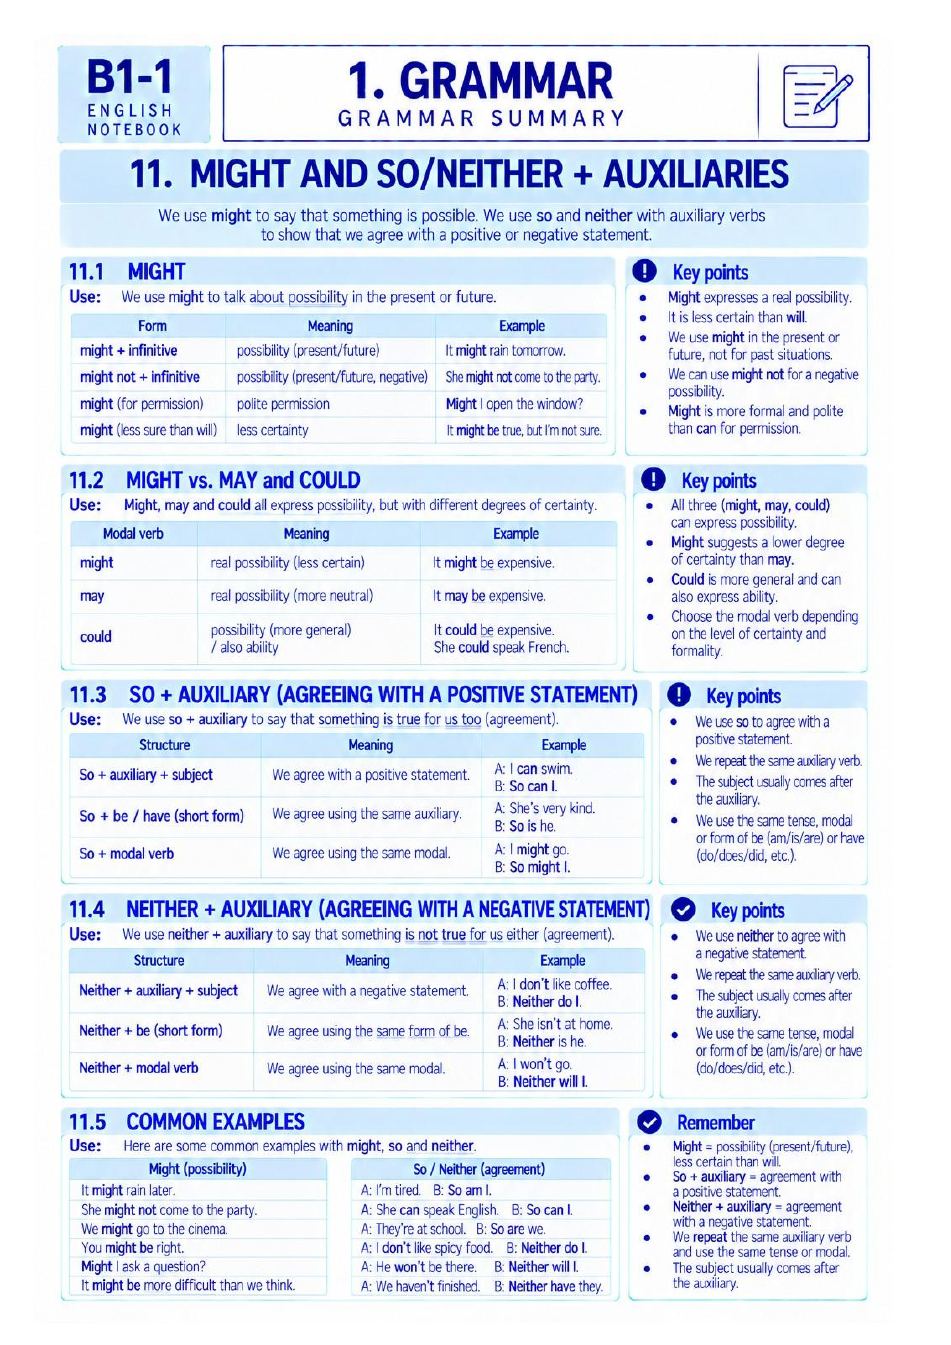 B1-1
ENGLISH
NOTEBOOK
1. GRAMMAR
GRAMMAR SUMMARY
11. MIGHT AND SO/NEITHER + AUXILIARIES
We use might to say that something is possible. We use so and neither with auxiliary verbs
to show that we agree with a positive or negative statement.
11.1 MIGHT
Use: We use might to talk about possibility in the present or future.
Form Meaning Example
might + infinitive possibility (present/future) It might rain tomorrow.
might not + infinitive possibility (present/future, negative) She might not come to the party.
might (for permission) polite permission Might I open the window?
might (less sure than will) less certainty It might be true, but I'm not sure.
Key points
• Might expresses a real possibility.
• It is less certain than will.
• We use might in the present or
future, not for past situations.
• We can use might not for a negative
possibility.
• Might is more formal and polite
than can for permission.
11.2 MIGHT vs. MAY and COULD
Use: Might, may and could all express possibility, but with different degrees of certainty.
Modal verb Meaning Example
might real possibility (less certain) It might be expensive.
may real possibility (more neutral) It may be expensive.
could possibility (more general)
/ also ability It could be expensive.
She could speak French.
Key points
• All three (might, may, could)
can express possibility.
• Might suggests a lower degree
of certainty than may.
• Could is more general and can
also express ability.
• Choose the modal verb depending
on the level of certainty and
formality.
11.3 SO + AUXILIARY (AGREEING WITH A POSITIVE STATEMENT)
Use: We use so + auxiliary to say that something is true for us too (agreement).
Structure Meaning Example
So + auxiliary + subject We agree with a positive statement. A: I can swim.
B: So can I.
So + be / have (short form) We agree using the same auxiliary. A: She's very kind.
B: So is he.
So + modal verb We agree using the same modal. A: I might go.
B: So might I.
Key points
• We use so to agree with a
positive statement.
• We repeat the same auxiliary verb.
• The subject usually comes after
the auxiliary.
• We use the same tense, modal
or form of be (am/is/are) or have
(do/does/did, etc.).
11.4 NEITHER + AUXILIARY (AGREEING WITH A NEGATIVE STATEMENT)
Use: We use neither + auxiliary to say that something is not true for us either (agreement).
Structure Meaning Example
Neither + auxiliary + subject We agree with a negative statement. A: I don't like coffee.
B: Neither do I.
Neither + be (short form) We agree using the same form of be. A: She isn't at home.
B: Neither is he.
Neither + modal verb We agree using the same modal. A: I won't go.
B: Neither will I.
Key points
• We use neither to agree with
a negative statement.
• We repeat the same auxiliary verb.
• The subject usually comes after
the auxiliary.
• We use the same tense, modal
or form of be (am/is/are) or have
(do/does/did, etc.).
11.5 COMMON EXAMPLES
Use: Here are some common examples with might, so and neither.
Might (possibility)
It might rain later.
She might not come to the party.
We might go to the cinema.
You might be right.
Might I ask a question?
It might be more difficult than we think.
So / Neither (agreement)
A: I'm tired. B: So am I.
A: She can speak English. B: So can I.
A: They're at school. B: So are we.
A: I don't like spicy food. B: Neither do I.
A: He won't be there. B: Neither will I.
A: We haven't finished. B: Neither have they.
Remember
• Might = possibility (present/future),
less certain than will.
• So + auxiliary = agreement with
a positive statement.
• Neither + auxiliary = agreement
with a negative statement.
• We repeat the same auxiliary verb
and use the same tense or modal.
• The subject usually comes after
the auxiliary.